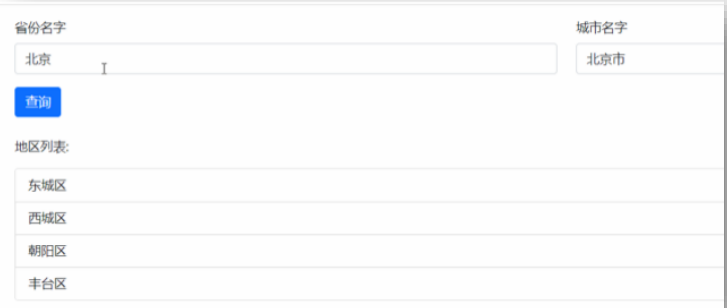 省份名字 城市名字
北京 北京市
查询
地区列表:
东城区
西城区
朝阳区
丰台区